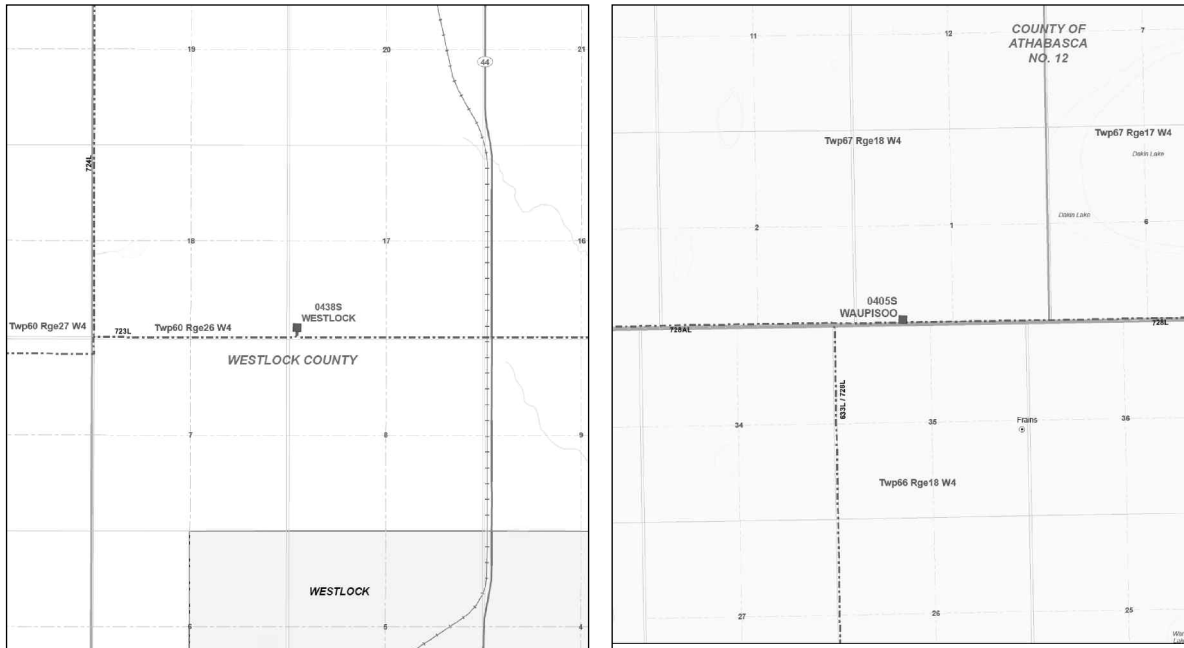 19
20
21
44
724L
18
17
16
0438S
WESTLOCK
Twp60 Rge27 W4
723L
Twp60 Rge26 W4
WESTLOCK COUNTY
7
8
9
WESTLOCK
6
5
4
COUNTY OF
ATHABASCA
NO. 12
11
12
7
Twp67 Rge18 W4
Twp67 Rge17 W4
Dakin Lake
Dakin Lake
2
1
6
0405S
WAUPISOO
728AL
728L
633L / 728L
34
35
36
Frains
Twp66 Rge18 W4
27
26
25
Lake